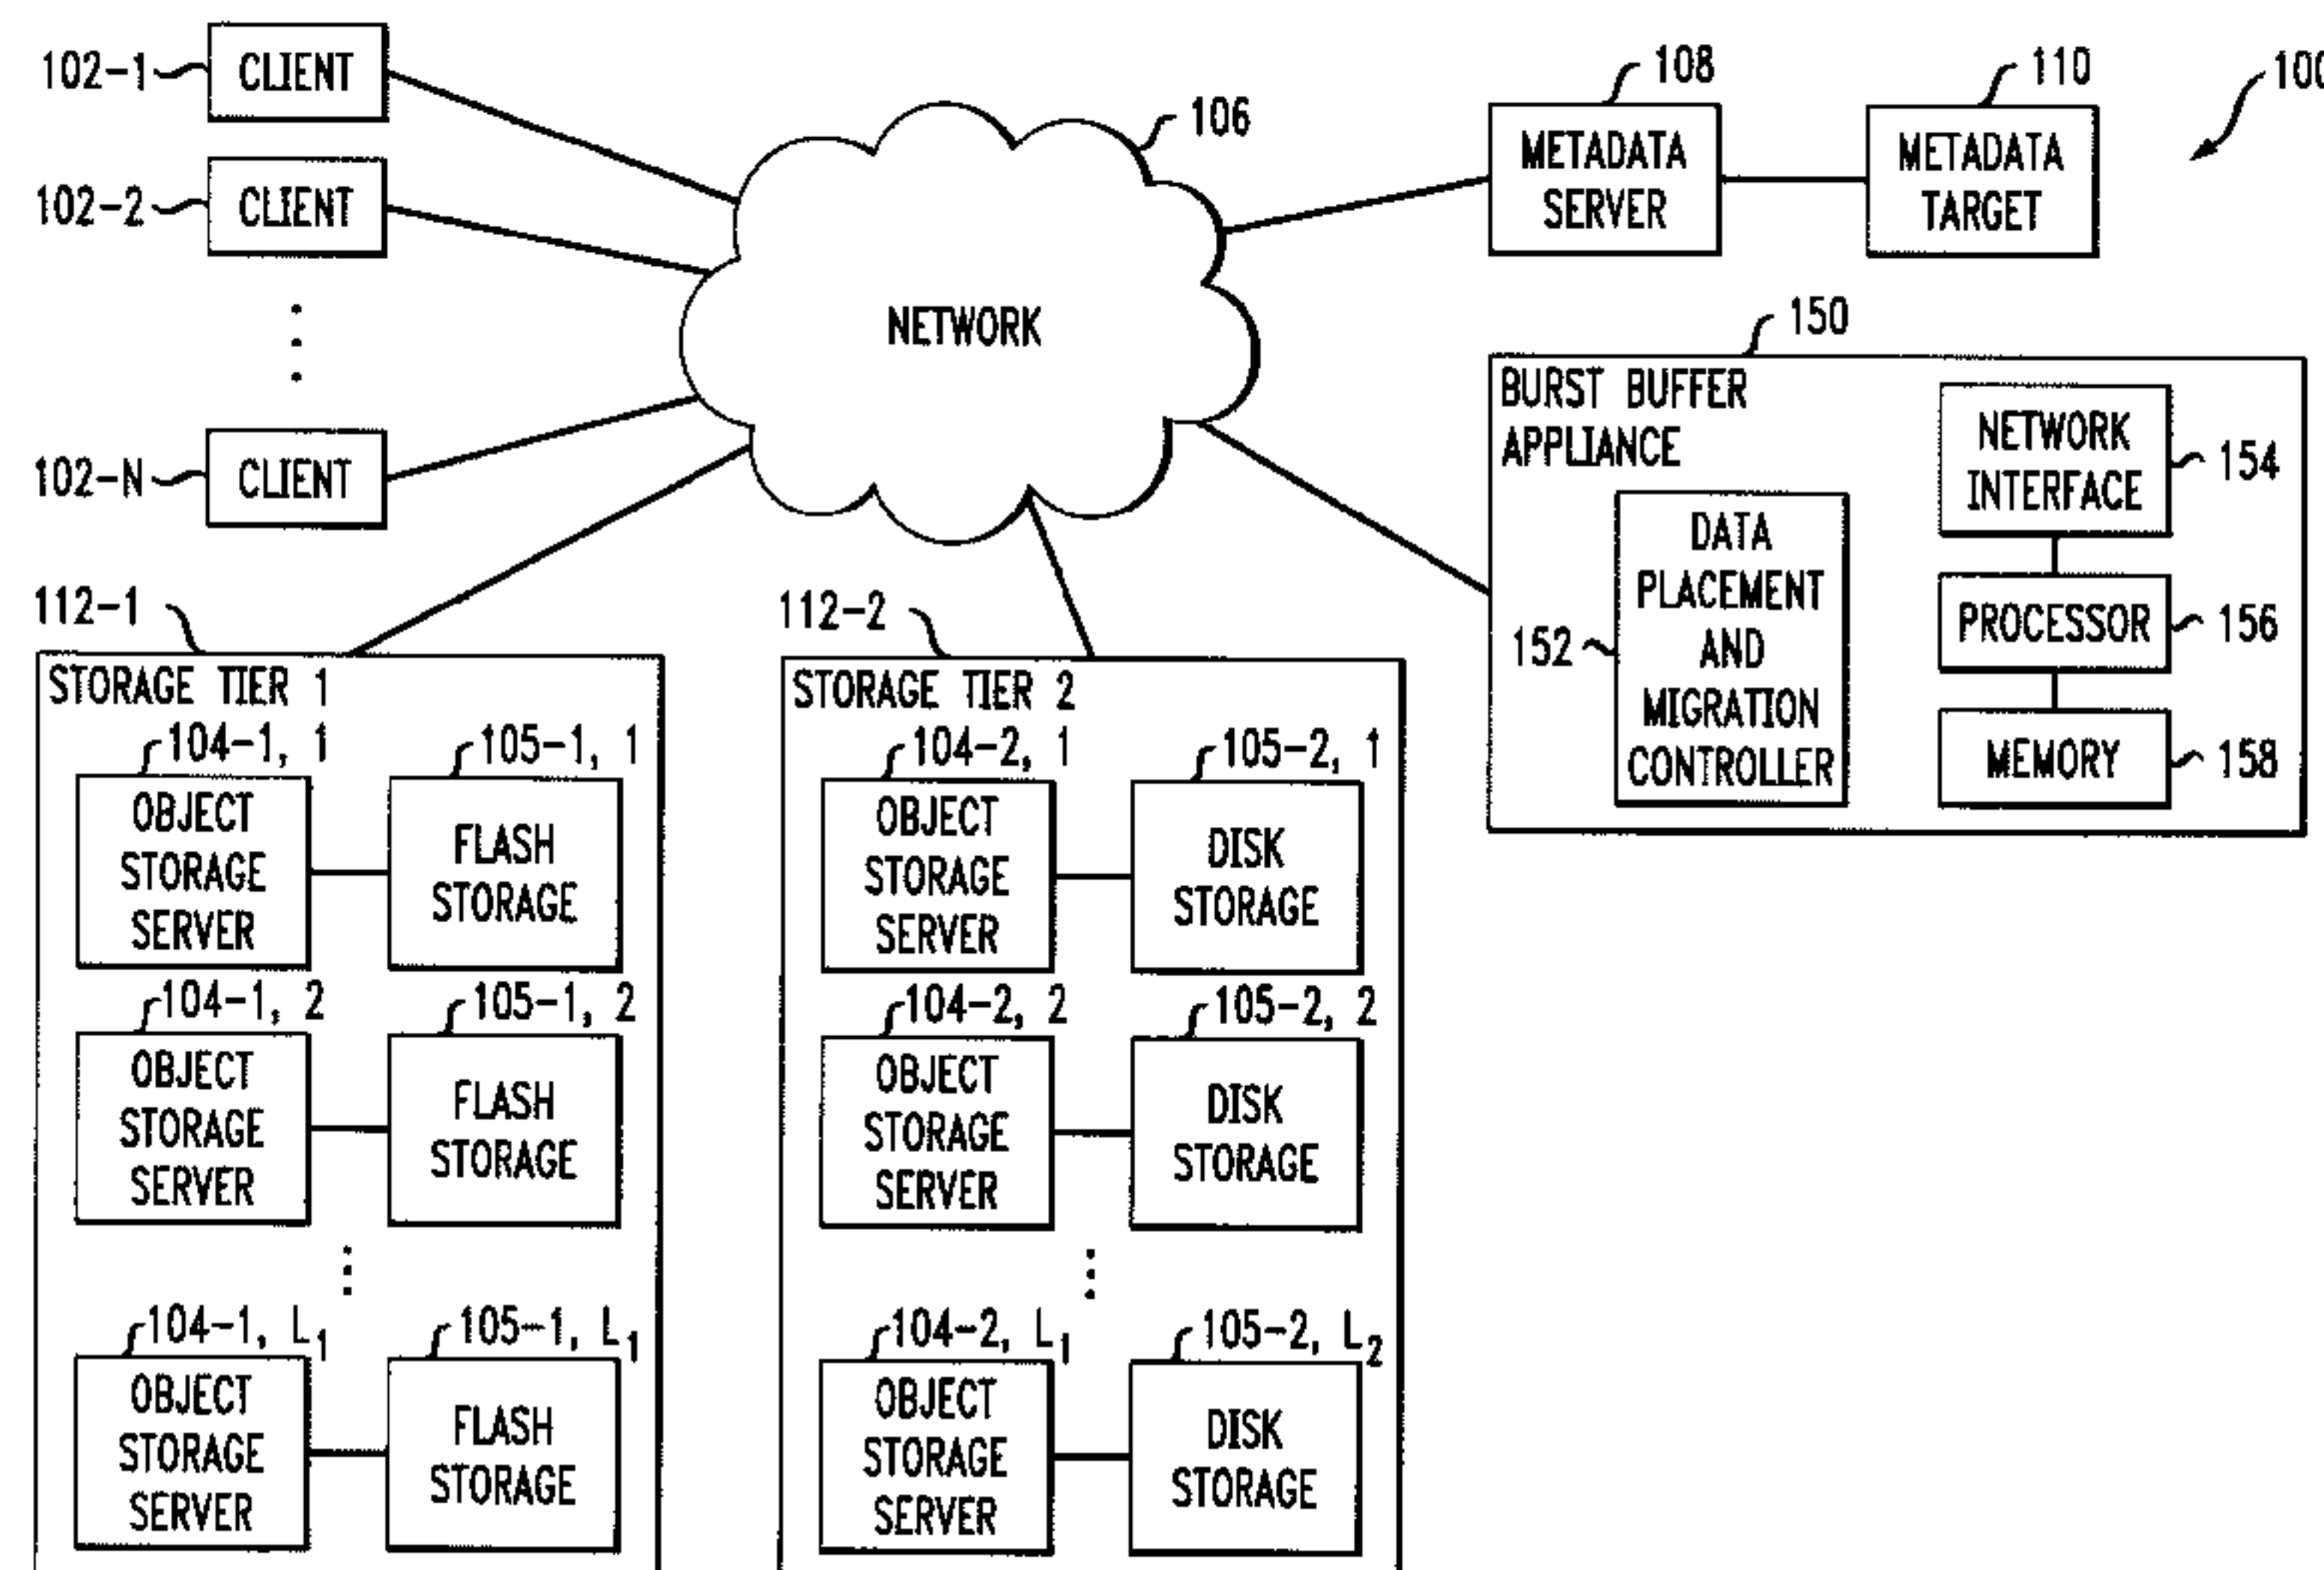 102-1
CLIENT
102-2
CLIENT
102-N
CLIENT
106
NETWORK
108
METADATA
SERVER
110
METADATA
TARGET
100
150
BURST BUFFER
APPLIANCE
152
DATA
PLACEMENT
AND
MIGRATION
CONTROLLER
NETWORK
INTERFACE
154
PROCESSOR
156
MEMORY
158
112-1
STORAGE TIER 1
104-1, 1
OBJECT
STORAGE
SERVER
105-1, 1
FLASH
STORAGE
104-1, 2
OBJECT
STORAGE
SERVER
105-1, 2
FLASH
STORAGE
104-1, L₁
OBJECT
STORAGE
SERVER
105-1, L₁
FLASH
STORAGE
112-2
STORAGE TIER 2
104-2, 1
OBJECT
STORAGE
SERVER
105-2, 1
DISK
STORAGE
104-2, 2
OBJECT
STORAGE
SERVER
105-2, 2
DISK
STORAGE
104-2, L₁
OBJECT
STORAGE
SERVER
105-2, L₂
DISK
STORAGE